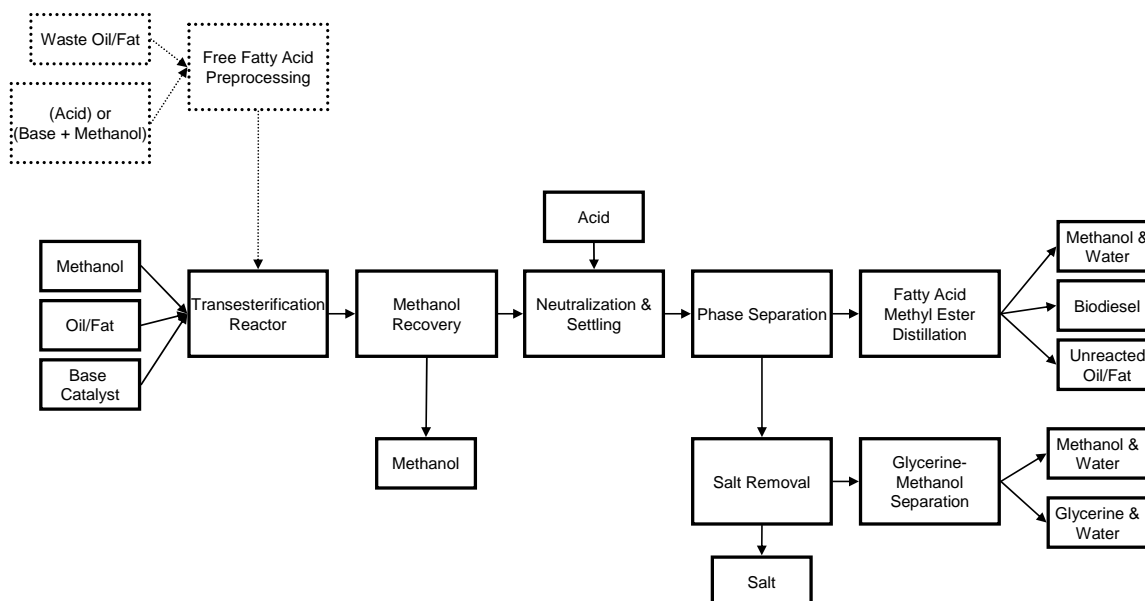 Waste Oil/Fat
Free Fatty Acid
Preprocessing
(Acid) or
(Base + Methanol)
Acid
Methanol
Oil/Fat
Base
Catalyst
Transesterification
Reactor
Methanol
Recovery
Neutralization &
Settling
Phase Separation
Fatty Acid
Methyl Ester
Distillation
Methanol &
Water
Biodiesel
Unreacted
Oil/Fat
Methanol
Salt Removal
Glycerine-
Methanol
Separation
Methanol &
Water
Glycerine &
Water
Salt